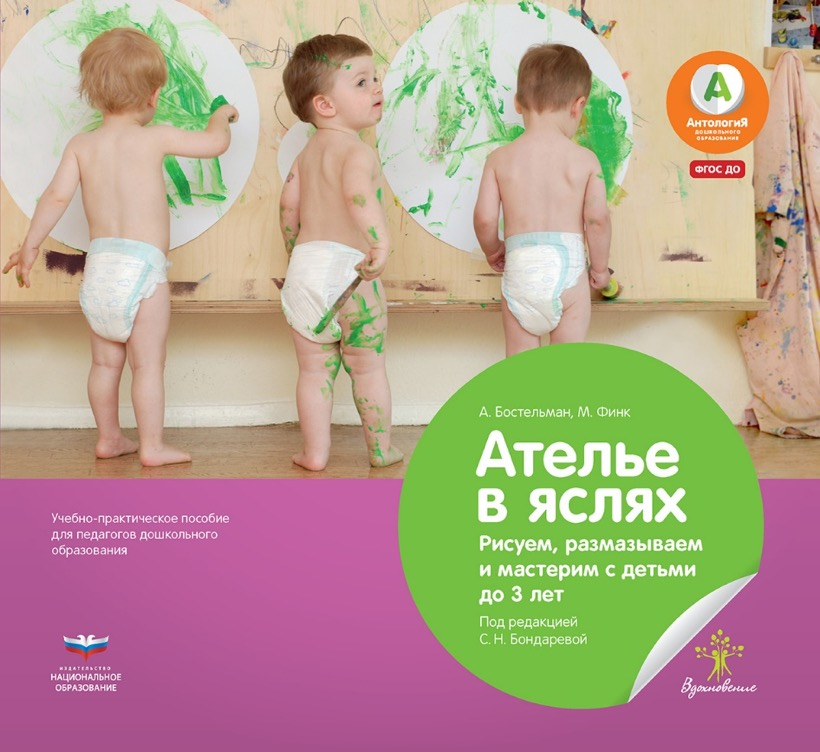 А
АнтологиЯ
ДОШКОЛЬНОГО
ОБРАЗОВАНИЯ
ФГОС ДО
А. Бостельман, М. Финк
Ателье
в яслях
Рисуем, размазываем
и мастерим с детьми
до 3 лет
Под редакцией
С. Н. Бондаревой
Учебно-практическое пособие
для педагогов дошкольного
образования
ИЗДАТЕЛЬСТВО
НАЦИОНАЛЬНОЕ
ОБРАЗОВАНИЕ
Вдохновение